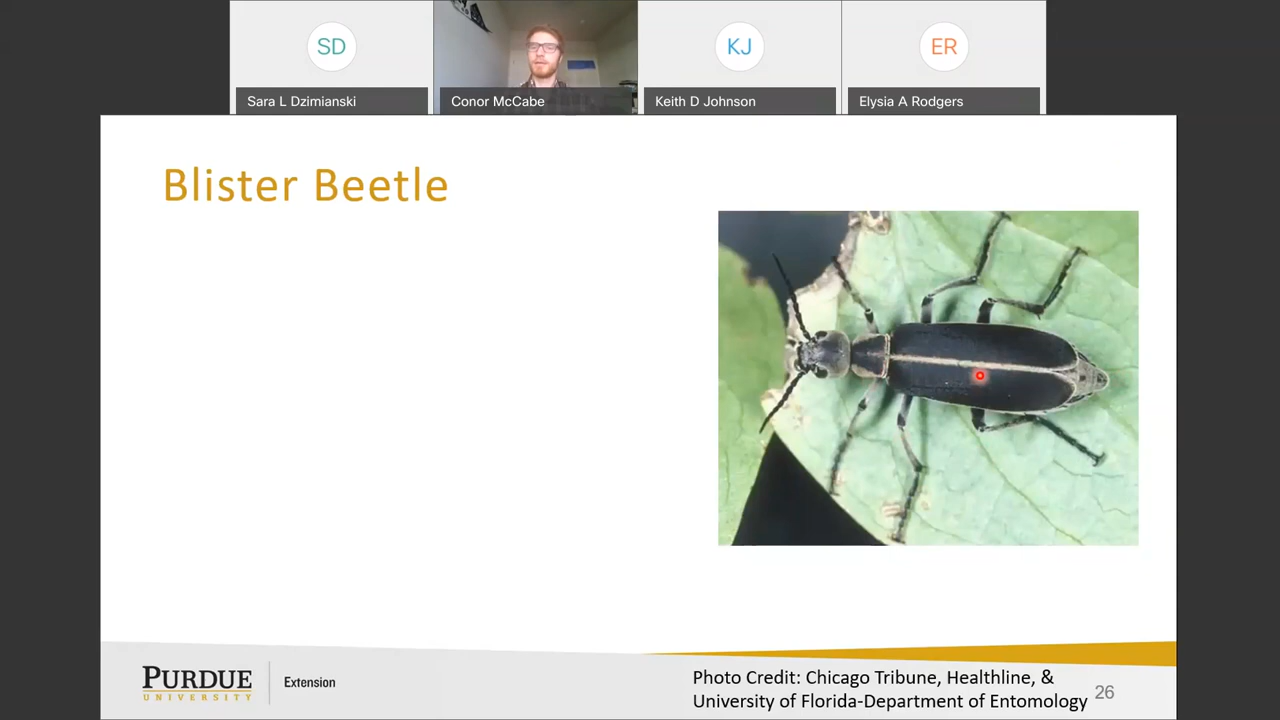 SD
KJ
ER
Sara L Dzimianski
Conor McCabe
Keith D Johnson
Elysia A Rodgers
Blister Beetle
PURDUE
UNIVERSITY
Extension
Photo Credit: Chicago Tribune, Healthline, &
University of Florida-Department of Entomology
26